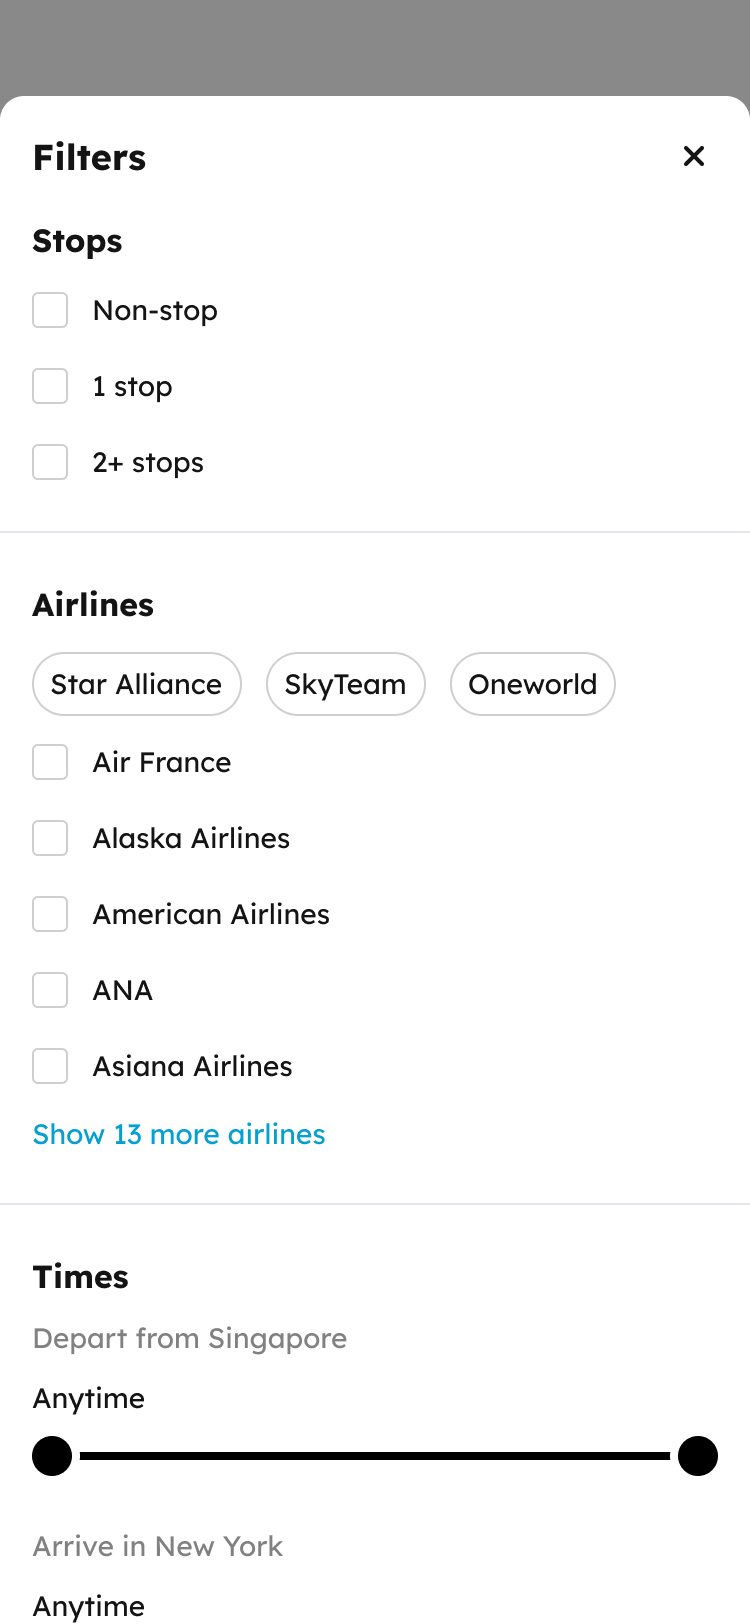 Filters
Stops
Non-stop
1 stop
2+ stops
Airlines
Star Alliance SkyTeam Oneworld
Air France
Alaska Airlines
American Airlines
ANA
Asiana Airlines
Show 13 more airlines
Times
Depart from Singapore
Anytime
Arrive in New York
Anytime